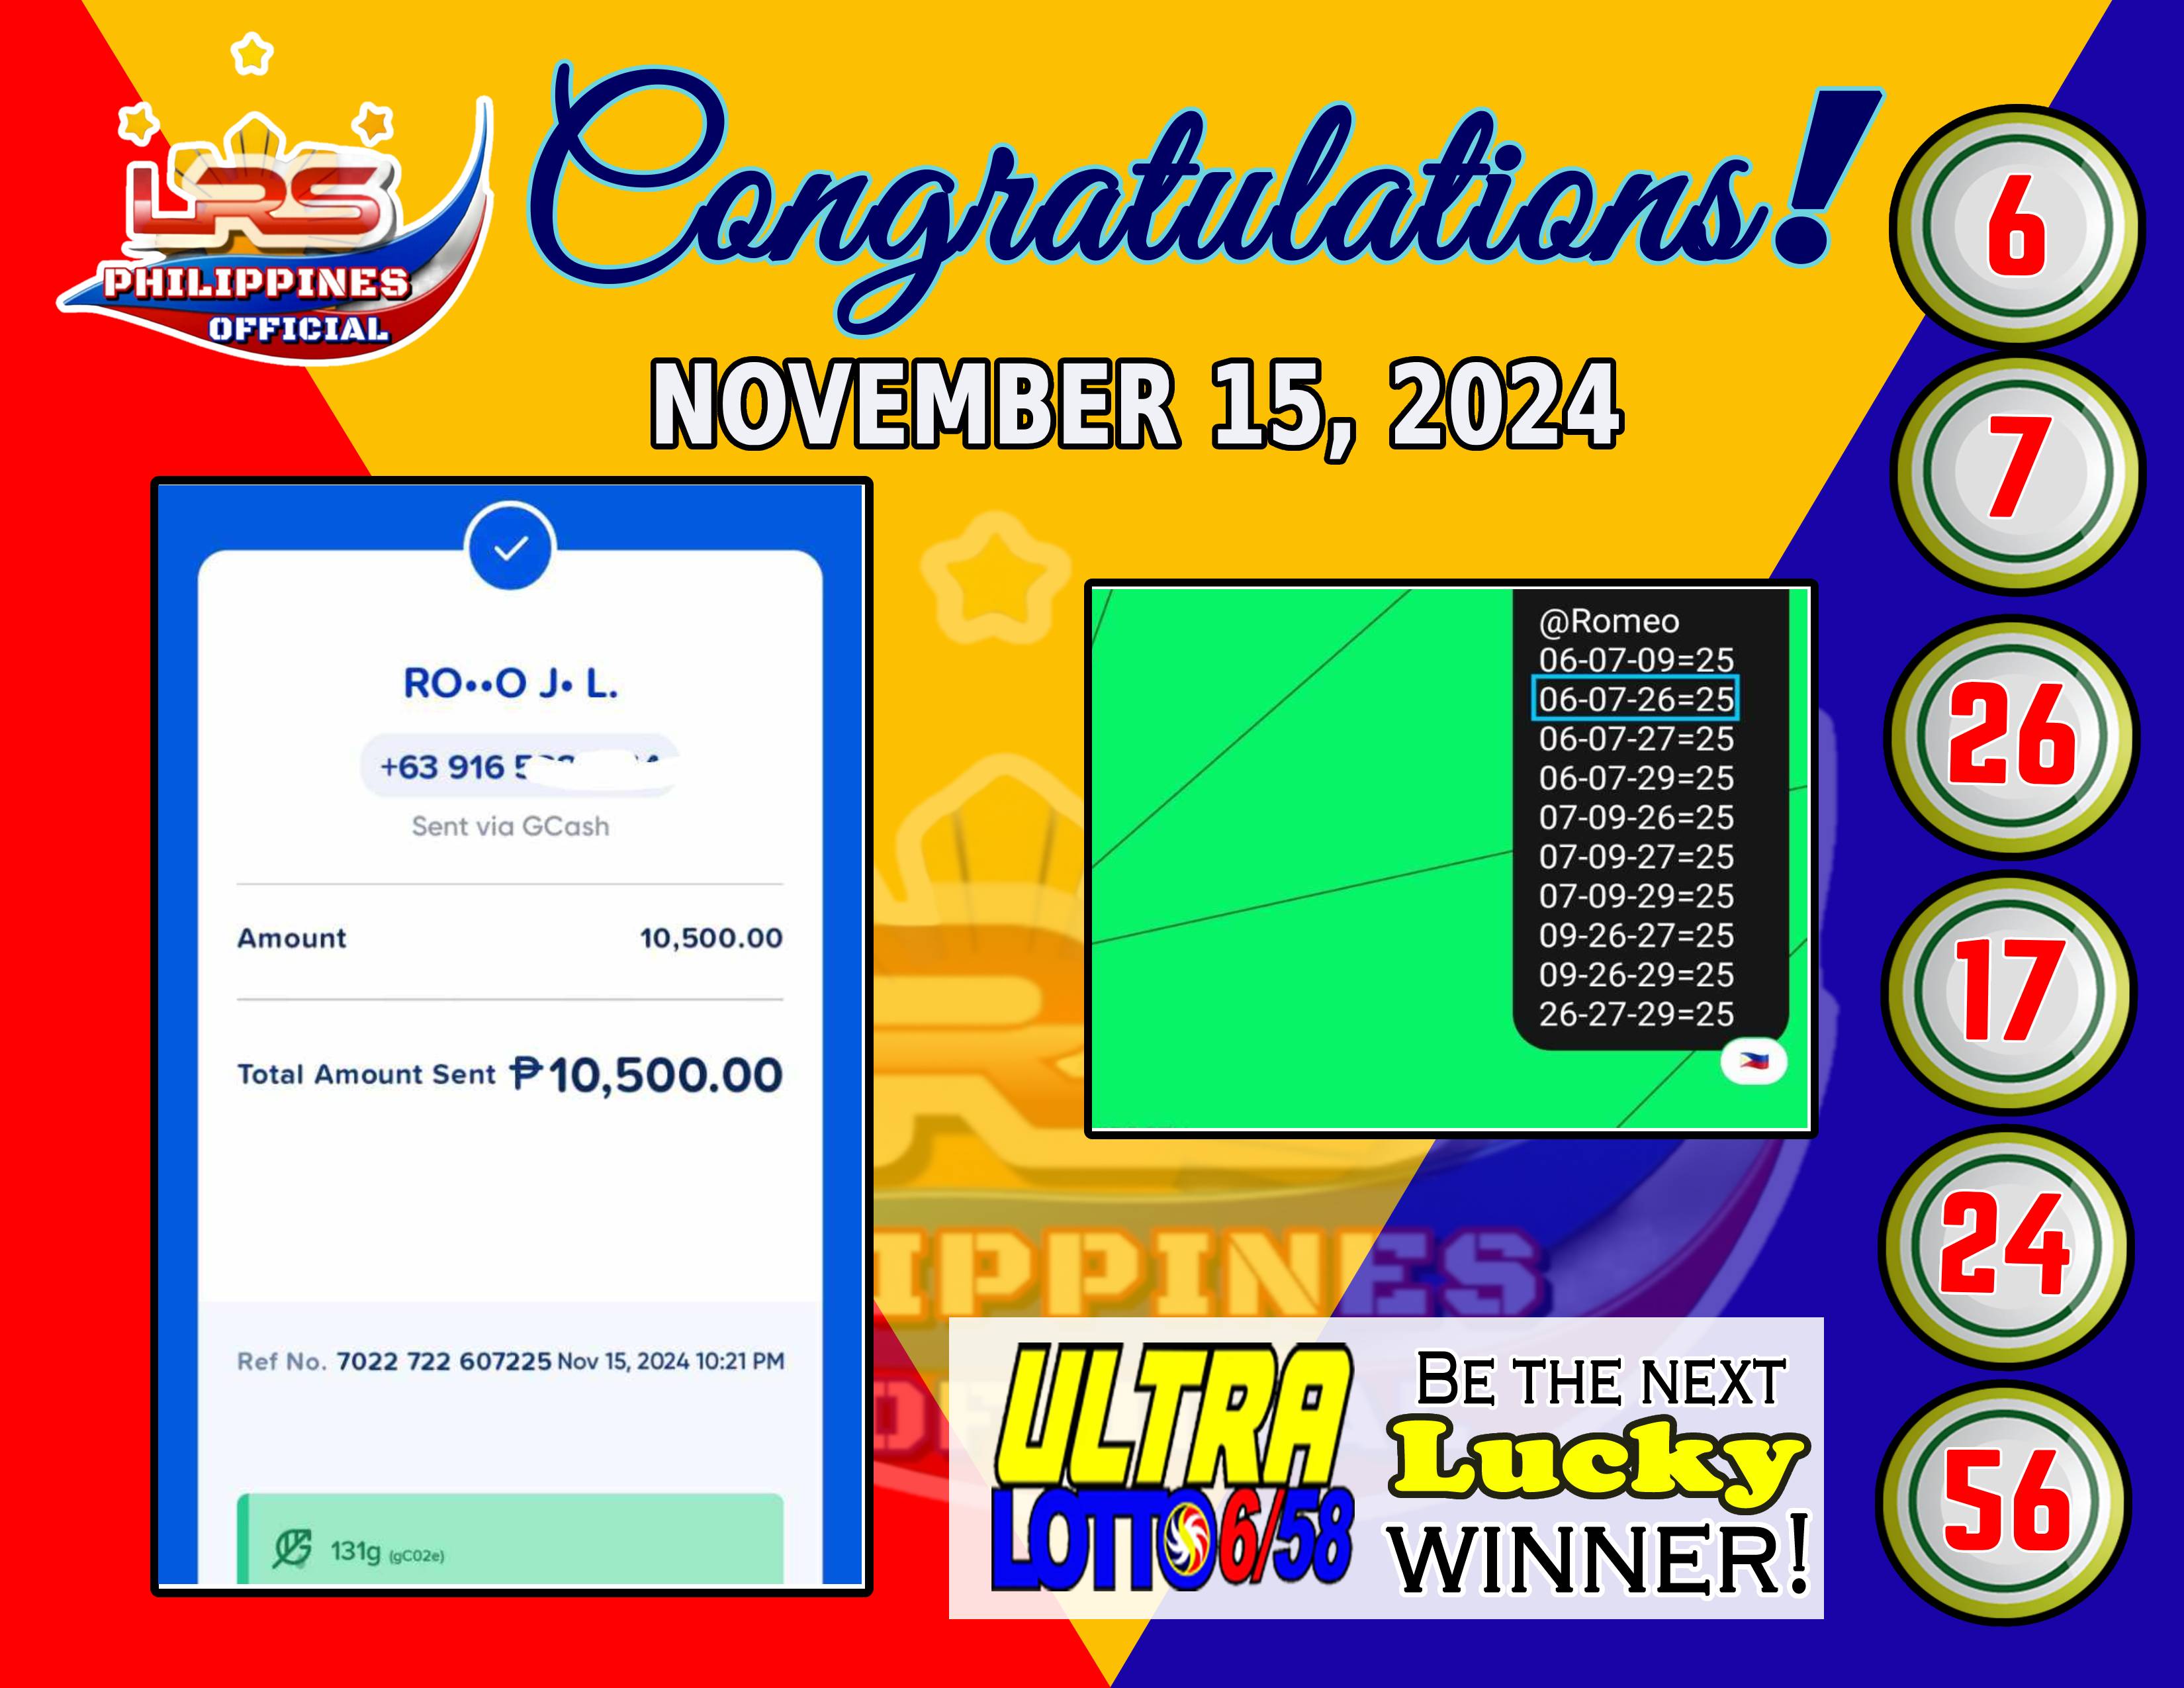 LRS
PHILIPPINES
OFFICIAL
Congratulations!
NOVEMBER 15, 2024
RO••O J• L.
+63 916
Sent via GCash
Amount 10,500.00
Total Amount Sent ₱10,500.00
Ref No. 7022 722 607225 Nov 15, 2024 10:21 PM
131g (gCO2e)
@Romeo
06-07-09=25
06-07-26=25
06-07-27=25
06-07-29=25
07-09-26=25
07-09-27=25
07-09-29=25
09-26-27=25
09-26-29=25
26-27-29=25
ULTRA
LOTTO 6/58
BE THE NEXT
Lucky
WINNER!
6
7
26
17
24
56